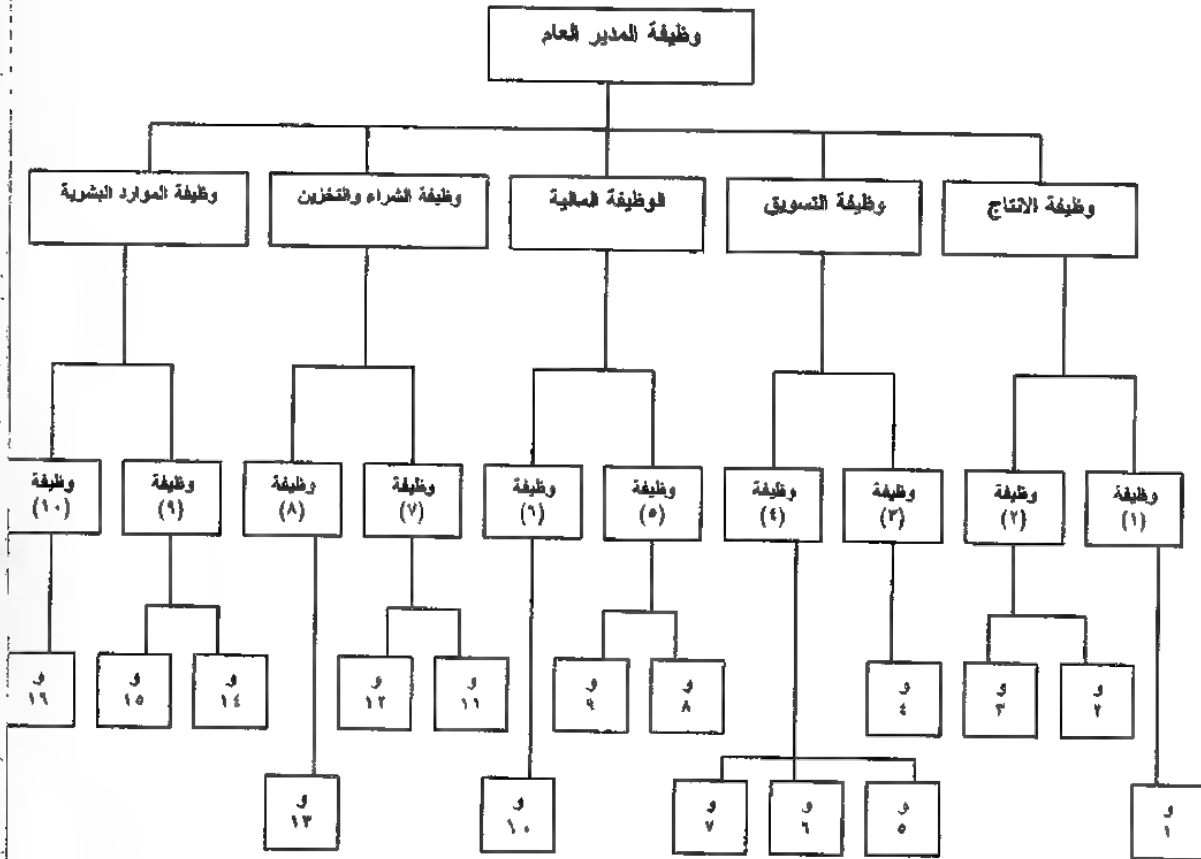 وظيفة المدير العام
وظيفة الانتاج
وظيفة التسويق
الوظيفة المالية
وظيفة الشراء والتخزين
وظيفة الموارد البشرية
وظيفة
(١)
وظيفة
(٢)
وظيفة
(٣)
وظيفة
(٤)
وظيفة
(٥)
وظيفة
(٦)
وظيفة
(٧)
وظيفة
(٨)
وظيفة
(٩)
وظيفة
(١٠)
و
١
و
٢
و
٣
و
٤
و
٥
و
٦
و
٧
و
٨
و
٩
و
١٠
و
١١
و
١٢
و
١٣
و
١٤
و
١٥
و
١٦